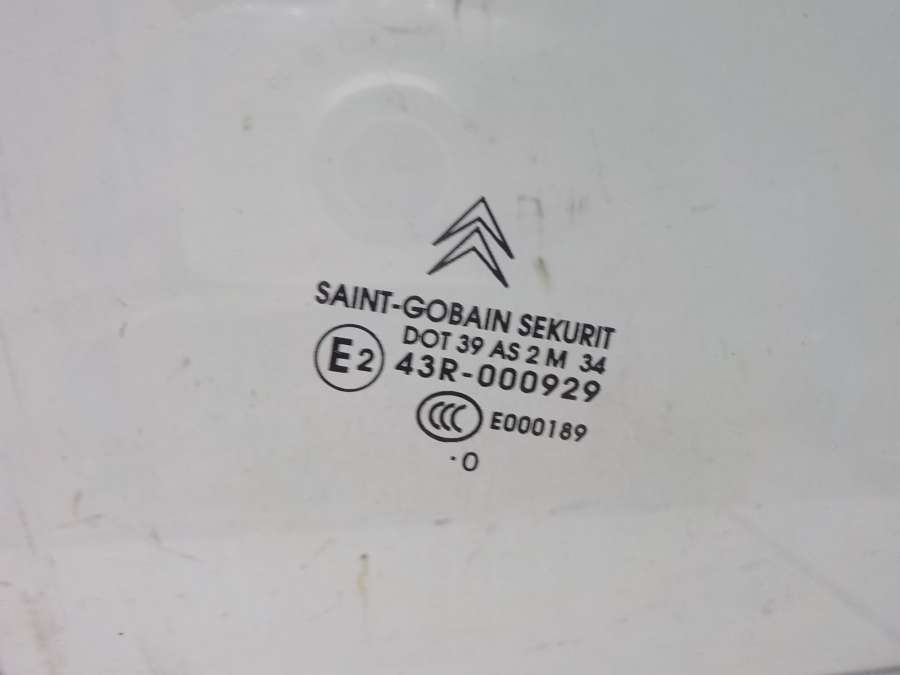 SAINT-GOBAIN SEKURIT
DOT 39 AS 2 M 34
E2 43R-000929
CCC E000189
·O